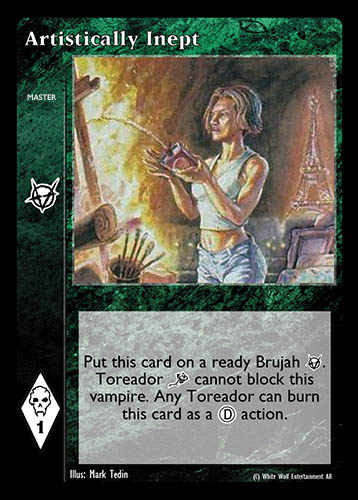 Artistically Inept
MASTER
Put this card on a ready Brujah .
Toreador cannot block this
vampire. Any Toreador can burn
this card as a Ⓓ action.
1
Illus: Mark Tedin
(C) White Wolf Entertainment AB